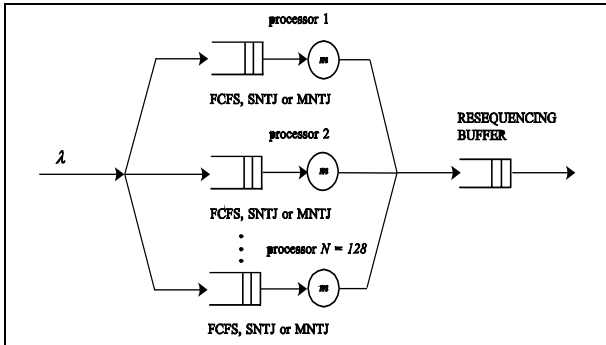 processor 1
m
FCFS, SNTJ or MNTJ
RESEQUENCING
BUFFER
λ
processor 2
m
FCFS, SNTJ or MNTJ
processor N = 128
m
FCFS, SNTJ or MNTJ